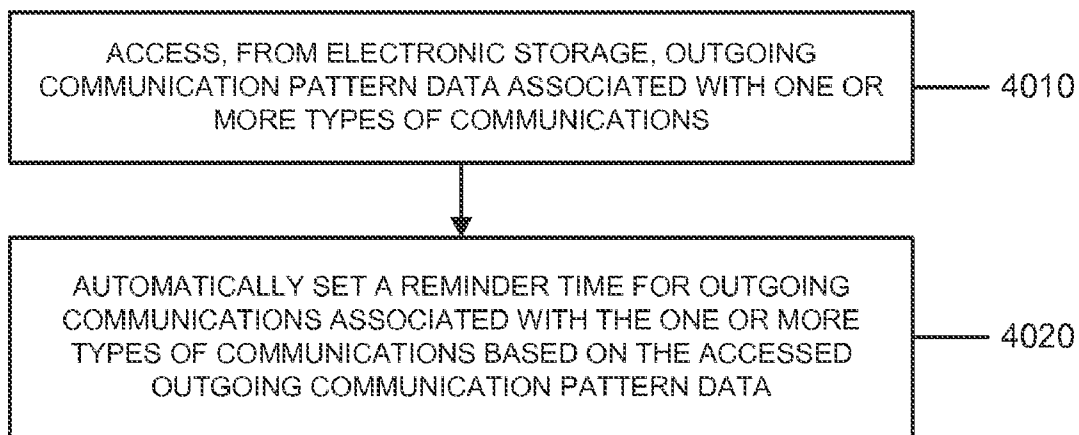 ACCESS, FROM ELECTRONIC STORAGE, OUTGOING
COMMUNICATION PATTERN DATA ASSOCIATED WITH ONE OR
MORE TYPES OF COMMUNICATIONS
4010
AUTOMATICALLY SET A REMINDER TIME FOR OUTGOING
COMMUNICATIONS ASSOCIATED WITH THE ONE OR MORE
TYPES OF COMMUNICATIONS BASED ON THE ACCESSED
OUTGOING COMMUNICATION PATTERN DATA
4020